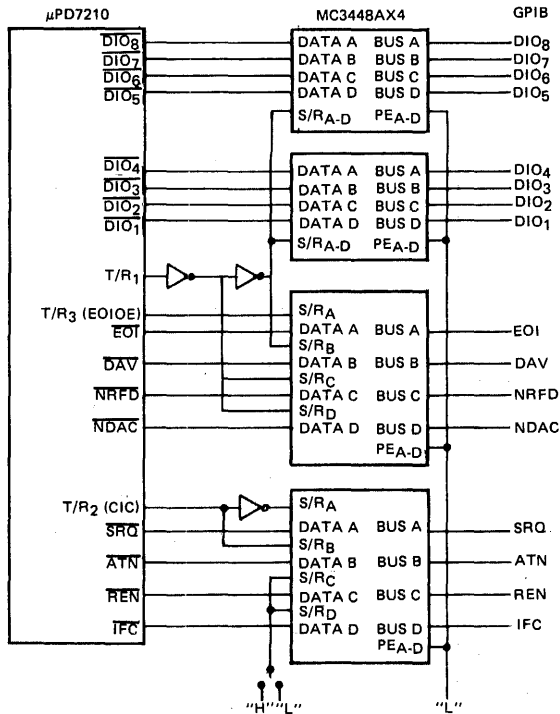 μPD7210 MC3448AX4 GPIB
DIO8 DATA A BUS A DIO8
DIO7 DATA B BUS B DIO7
DIO6 DATA C BUS C DIO6
DIO5 DATA D BUS D DIO5
S/RA-D PEA-D
DIO4 DATA A BUS A DIO4
DIO3 DATA B BUS B DIO3
DIO2 DATA C BUS C DIO2
DIO1 DATA D BUS D DIO1
S/RA-D PEA-D
T/R1
T/R3 (EOIOE) S/RA
EOI DATA A BUS A EOI
S/RB
DAV DATA B BUS B DAV
S/RC
NRFD DATA C BUS C NRFD
S/RD
NDAC DATA D BUS D NDAC
PEA-D
T/R2 (CIC) S/RA
SRQ DATA A BUS A SRQ
S/RB
ATN DATA B BUS B ATN
S/RC
REN DATA C BUS C REN
S/RD
IFC DATA D BUS D IFC
PEA-D
"H" "L" "L"